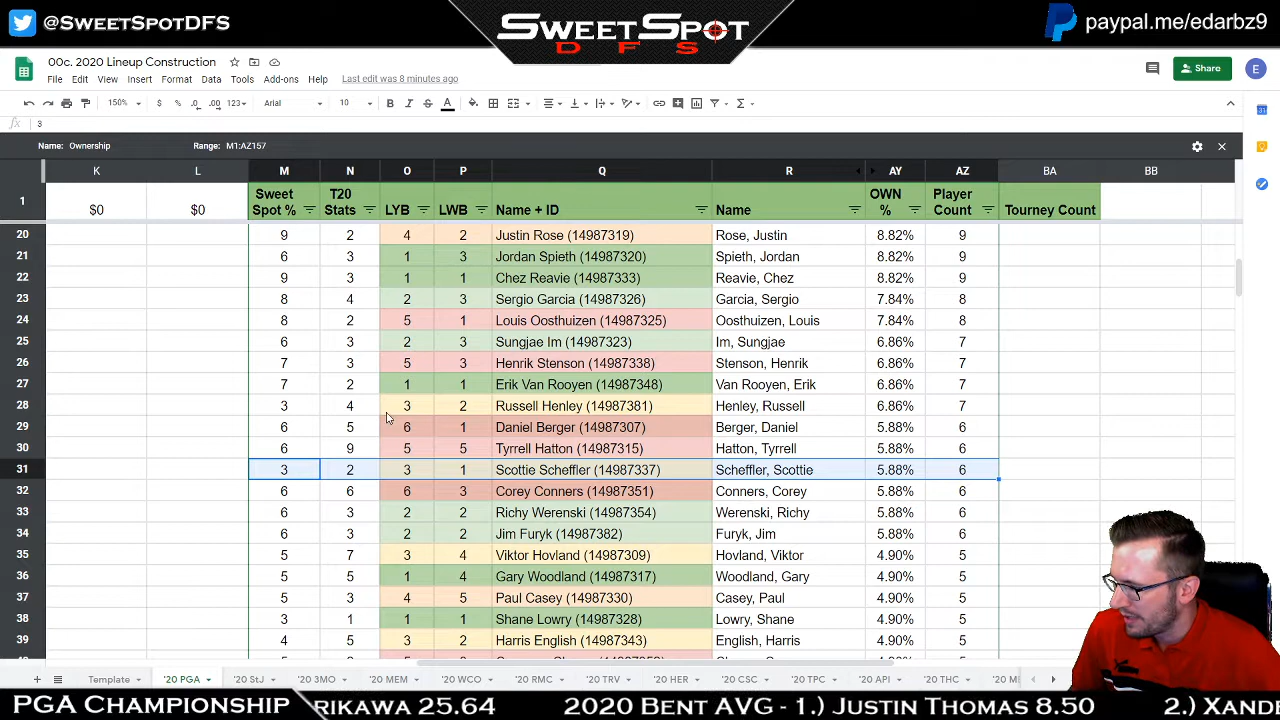 @SweetSpotDFS
SWEETSPOT
DFS
paypal.me/edarbz9
00c. 2020 Lineup Construction
File Edit View Insert Format Data Tools Add-ons Help Last edit was 8 minutes ago
Share
E
150% $ % .0 .00 123 Arial 10 B I S A
fx 3
Name: Ownership Range: M1:AZ157
K L M N O P Q R AY AZ BA BB
1 $0 $0 Sweet Spot % T20 Stats LYB LWB Name + ID Name OWN % Player Count Tourney Count
20 9 2 4 2 Justin Rose (14987319) Rose, Justin 8.82% 9
21 6 3 1 3 Jordan Spieth (14987320) Spieth, Jordan 8.82% 9
22 9 3 1 1 Chez Reavie (14987333) Reavie, Chez 8.82% 9
23 8 4 2 3 Sergio Garcia (14987326) Garcia, Sergio 7.84% 8
24 8 2 5 1 Louis Oosthuizen (14987325) Oosthuizen, Louis 7.84% 8
25 6 3 2 3 Sungjae Im (14987323) Im, Sungjae 6.86% 7
26 7 3 5 3 Henrik Stenson (14987338) Stenson, Henrik 6.86% 7
27 7 2 1 1 Erik Van Rooyen (14987348) Van Rooyen, Erik 6.86% 7
28 3 4 3 2 Russell Henley (14987381) Henley, Russell 6.86% 7
29 6 5 6 1 Daniel Berger (14987307) Berger, Daniel 5.88% 6
30 6 9 5 5 Tyrrell Hatton (14987315) Hatton, Tyrrell 5.88% 6
31 3 2 3 1 Scottie Scheffler (14987337) Scheffler, Scottie 5.88% 6
32 6 6 6 3 Corey Conners (14987351) Conners, Corey 5.88% 6
33 6 3 2 2 Richy Werenski (14987354) Werenski, Richy 5.88% 6
34 6 3 2 2 Jim Furyk (14987382) Furyk, Jim 5.88% 6
35 5 7 3 4 Viktor Hovland (14987309) Hovland, Viktor 4.90% 5
36 5 5 1 4 Gary Woodland (14987317) Woodland, Gary 4.90% 5
37 5 3 4 5 Paul Casey (14987330) Casey, Paul 4.90% 5
38 3 1 1 1 Shane Lowry (14987328) Lowry, Shane 4.90% 5
39 4 5 3 2 Harris English (14987343) English, Harris 4.90% 5
Template '20 PGA '20 StJ '20 3MO '20 MEM '20 WCO '20 RMC '20 TRV '20 HER '20 CSC '20 TPC '20 API '20 THC
PGA CHAMPIONSHIP RIKAWA 25.64 2020 BENT AVG - 1.) JUSTIN THOMAS 8.50 2.) XANDE